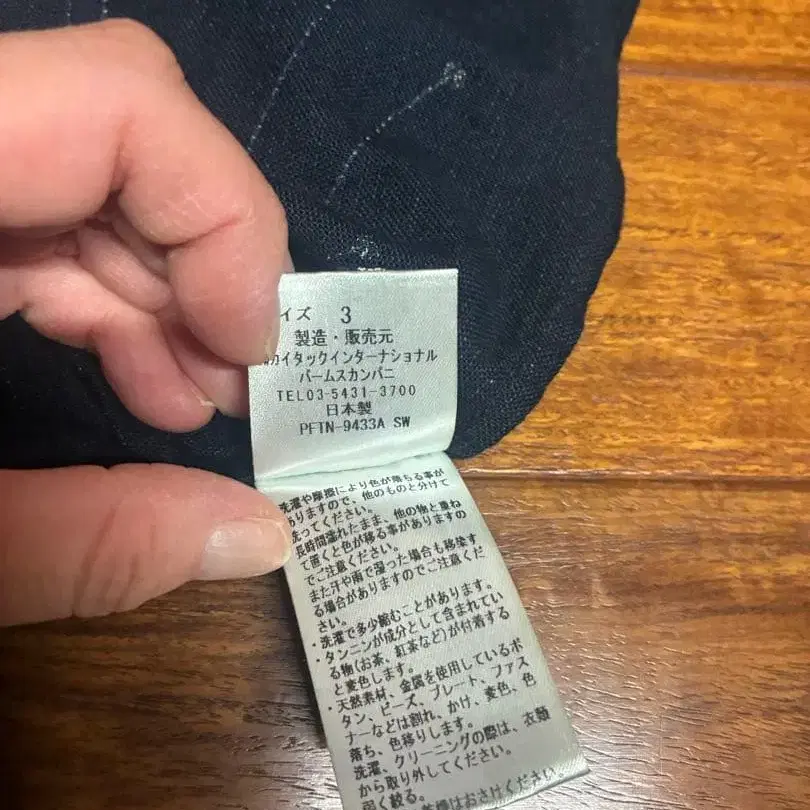 イズ 3
製造・販売元
㈱カイタックインターナショナル
パームスカンパニ
TEL03-5431-3700
日本製
PFTN-9433A SW
洗濯や摩擦により色が落ちる事が
ありますので、他のものと分けて
洗ってください。
長時間濡れたまま、他の物と重ね
て置くと色が移る事がありますの
でご注意ください。
また汗や雨で湿った場合も移染す
る場合がありますのでご注意くだ
さい。
・洗濯で多少縮むことがあります。
・タンニンが成分として含まれてい
る物(お茶、紅茶など)が付着する
と変色します。
・天然素材、金属を使用しているボ
タン、ビーズ、プレート、ファス
ナーなどは割れ、かけ、変色、色
落ち、色移りします。
洗濯、クリーニングの際は、衣類
から取り外してください。
弱く絞る。
はおさけください。